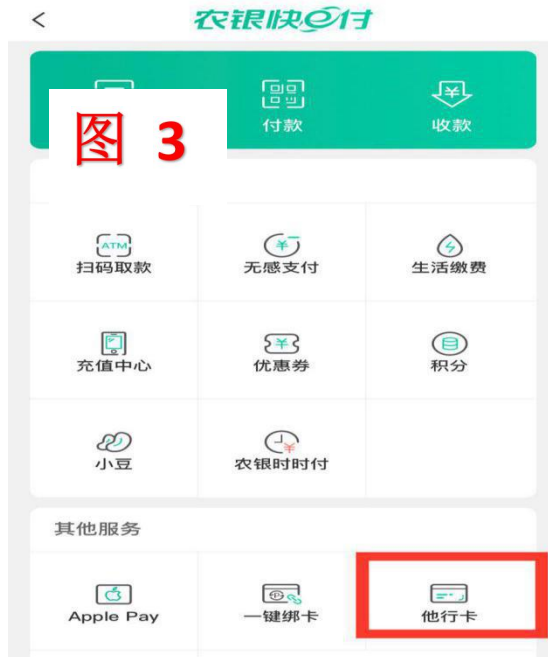 农银快e付
图 3
付款
收款
扫码取款
无感支付
生活缴费
充值中心
优惠券
积分
小豆
农银时时付
其他服务
Apple Pay
一键绑卡
他行卡